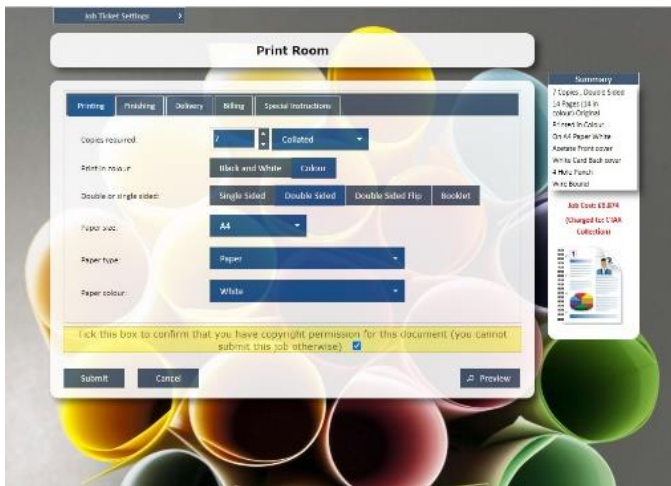 Job Ticket Settings >
Print Room
Printing Finishing Delivery Billing Special Instructions
Copies required: 7 Collated
Print in colour: Black and White Colour
Double or single sided: Single Sided Double Sided Double Sided Flip Booklet
Paper size: A4
Paper type: Paper
Paper colour: White
Tick this box to confirm that you have copyright permission for this document (you cannot
submit this job otherwise)
Submit Cancel Preview
Summary
7 Copies, Double Sided
14 Pages (14 in
colour)-Original
Printed in Colour
On A4 Paper White
Acetate Front cover
White Card Back cover
4 Hole Punch
Wire Bound
Job Cost:
(Charged to: CTAA
Collection)
1
2